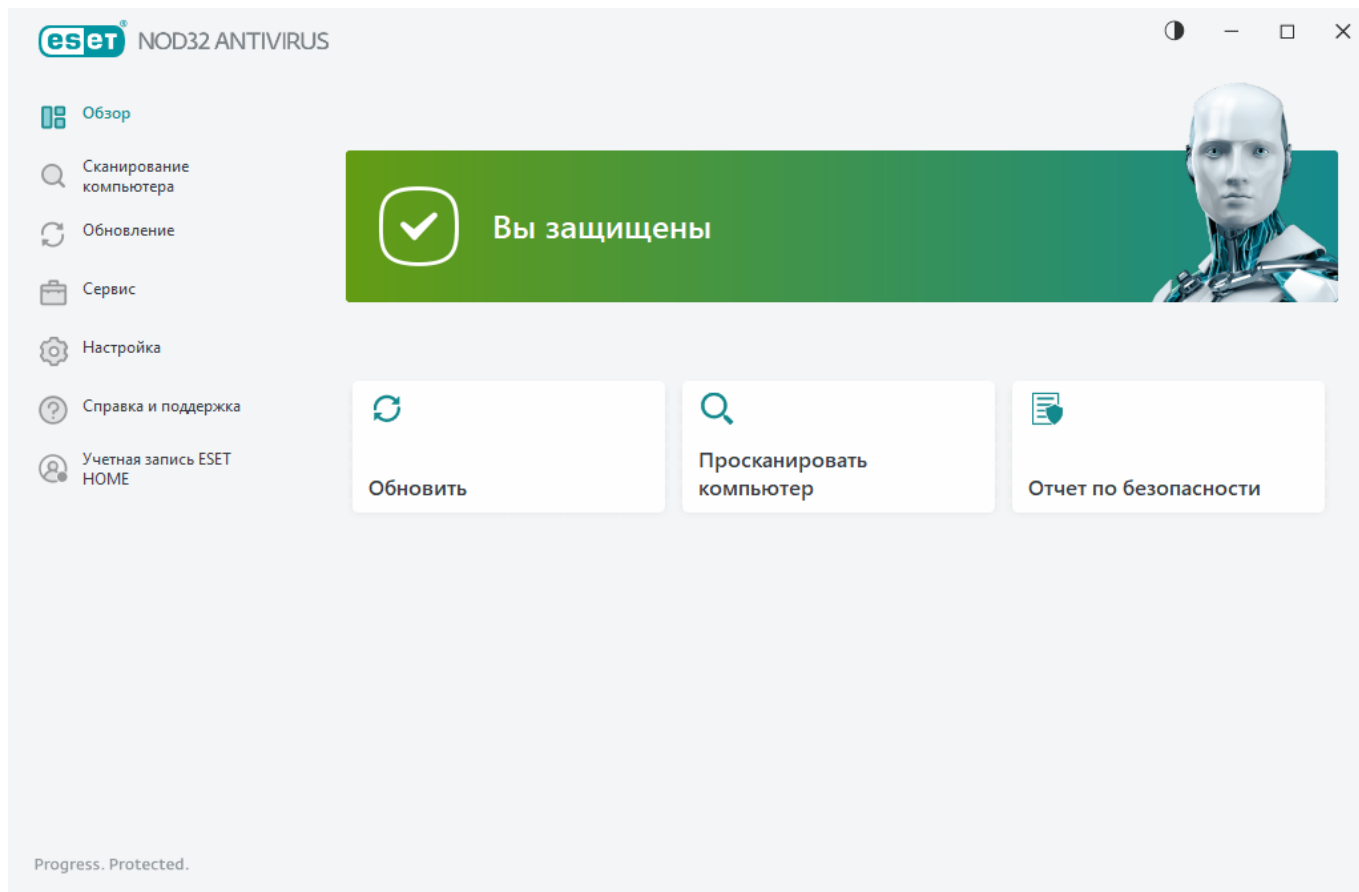 eset® NOD32 ANTIVIRUS
Обзор
Сканирование
компьютера
Обновление
Сервис
Настройка
Справка и поддержка
Учетная запись ESET
HOME
Вы защищены
Обновить
Просканировать
компьютер
Отчет по безопасности
Progress. Protected.